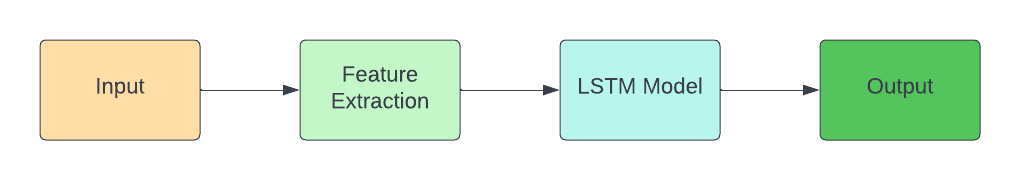 Input
Feature
Extraction
LSTM Model
Output